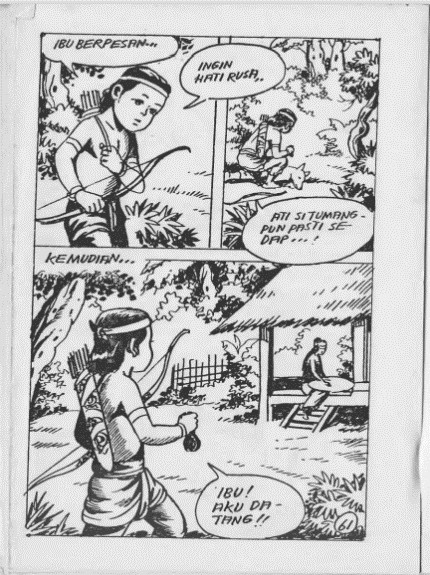 IBU BERPESAN...
INGIN
HATI RUSA,.
ATI SI TUMANG-
PUN PASTI SE-
DAP...!
KEMUDIAN...
IBU!
AKU DA-
TANG!!
61